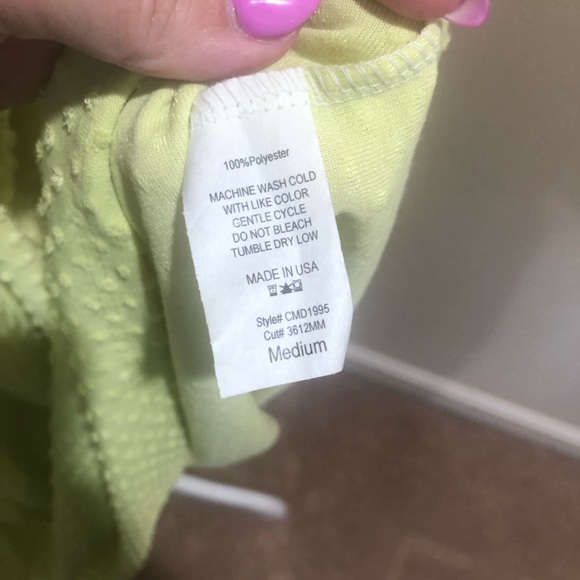 100%Polyester
MACHINE WASH COLD
WITH LIKE COLOR
GENTLE CYCLE
DO NOT BLEACH
TUMBLE DRY LOW
MADE IN USA
Style# CMD1995
Cut# 3612MM
Medium